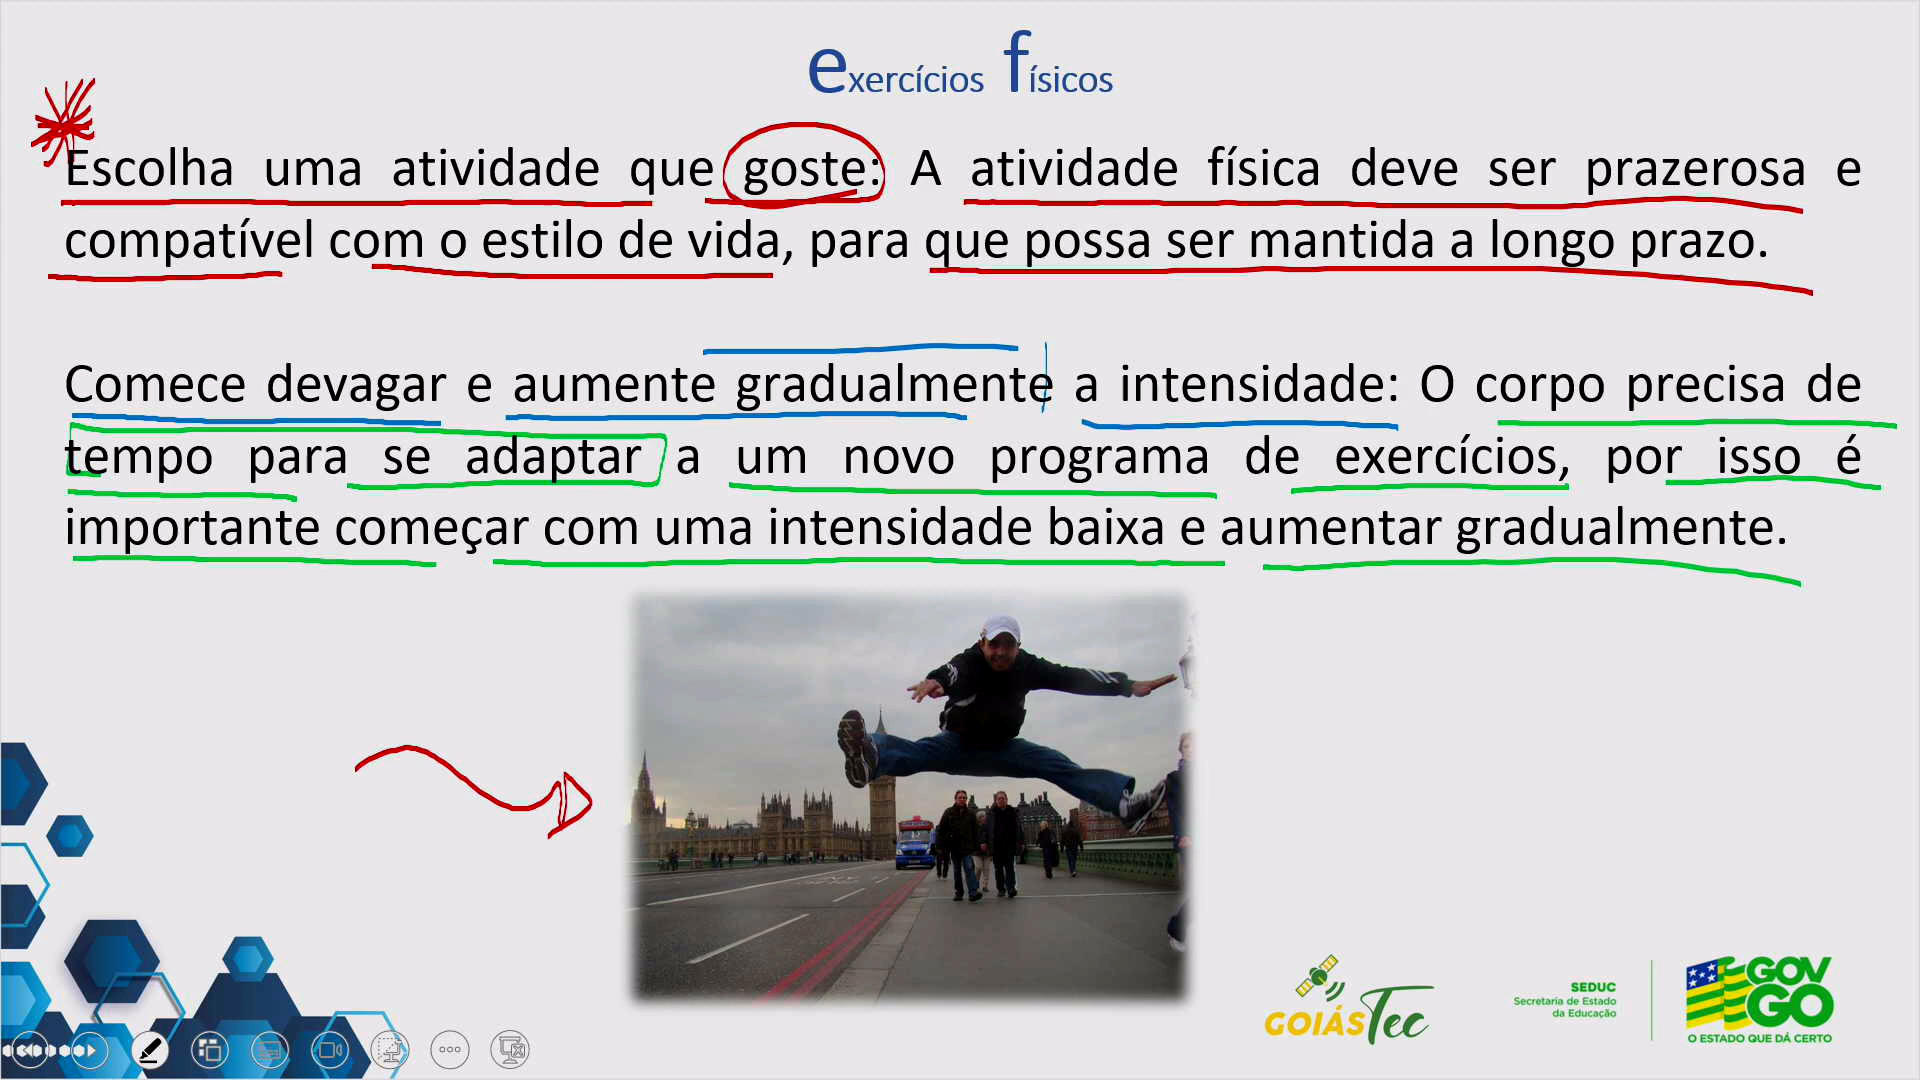 exercícios físicos
Escolha uma atividade que goste: A atividade física deve ser prazerosa e
compatível com o estilo de vida, para que possa ser mantida a longo prazo.
Comece devagar e aumente gradualmente a intensidade: O corpo precisa de
tempo para se adaptar a um novo programa de exercícios, por isso é
importante começar com uma intensidade baixa e aumentar gradualmente.
GOIÁSTec
SEDUC
Secretaria de Estado
da Educação
GOV
GO
O ESTADO QUE DÁ CERTO